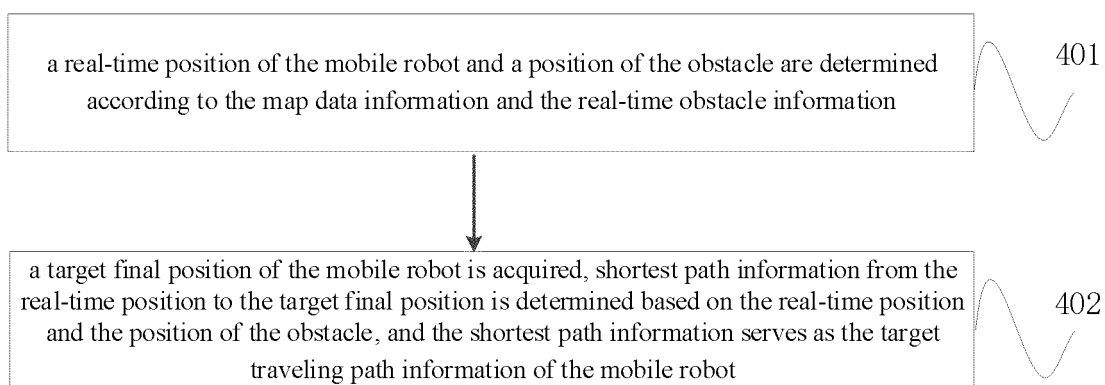 a real-time position of the mobile robot and a position of the obstacle are determined
according to the map data information and the real-time obstacle information
401
a target final position of the mobile robot is acquired, shortest path information from the
real-time position to the target final position is determined based on the real-time position
and the position of the obstacle, and the shortest path information serves as the target
traveling path information of the mobile robot
402